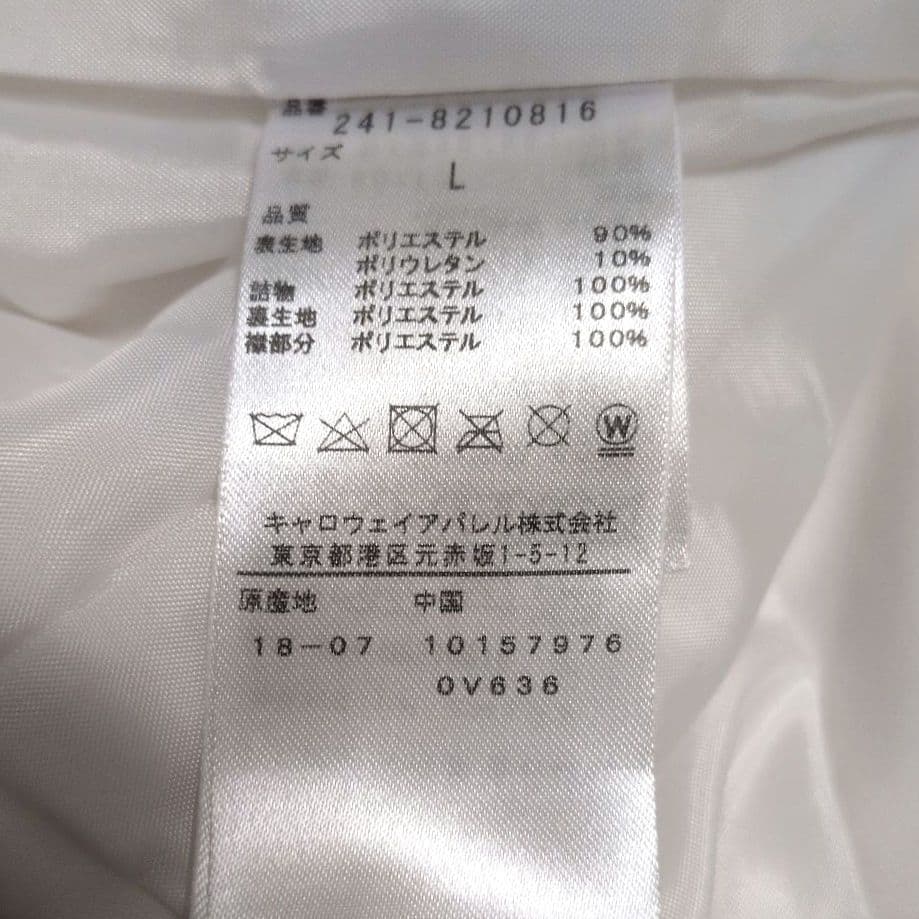 品番 241-8210816
サイズ
L
品質
表生地 ポリエステル 90%
ポリウレタン 10%
詰物 ポリエステル 100%
裏生地 ポリエステル 100%
襟部分 ポリエステル 100%
W
キャロウェイアパレル株式会社
東京都港区元赤坂1-5-12
原産地 中国
18-07 10157976
0V636